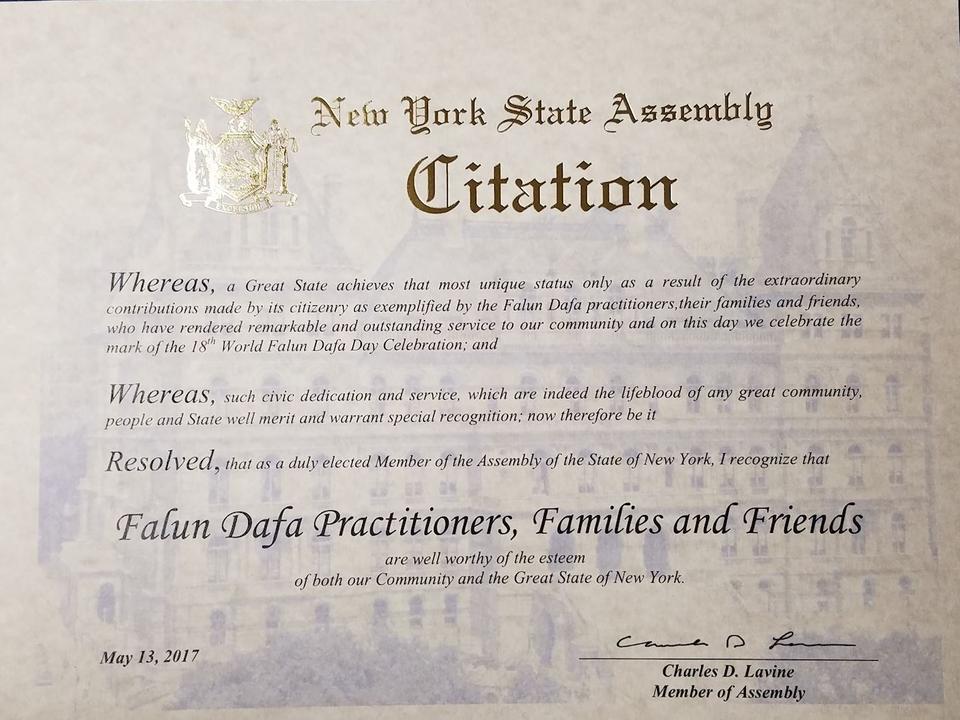 New York State Assembly
Citation
Whereas, a Great State achieves that most unique status only as a result of the extraordinary
contributions made by its citizenry as exemplified by the Falun Dafa practitioners,their families and friends,
who have rendered remarkable and outstanding service to our community and on this day we celebrate the
mark of the 18th World Falun Dafa Day Celebration; and
Whereas, such civic dedication and service, which are indeed the lifeblood of any great community,
people and State well merit and warrant special recognition; now therefore be it
Resolved, that as a duly elected Member of the Assembly of the State of New York, I recognize that
Falun Dafa Practitioners, Families and Friends
are well worthy of the esteem
of both our Community and the Great State of New York.
May 13, 2017
Charles D. Lavine
Member of Assembly